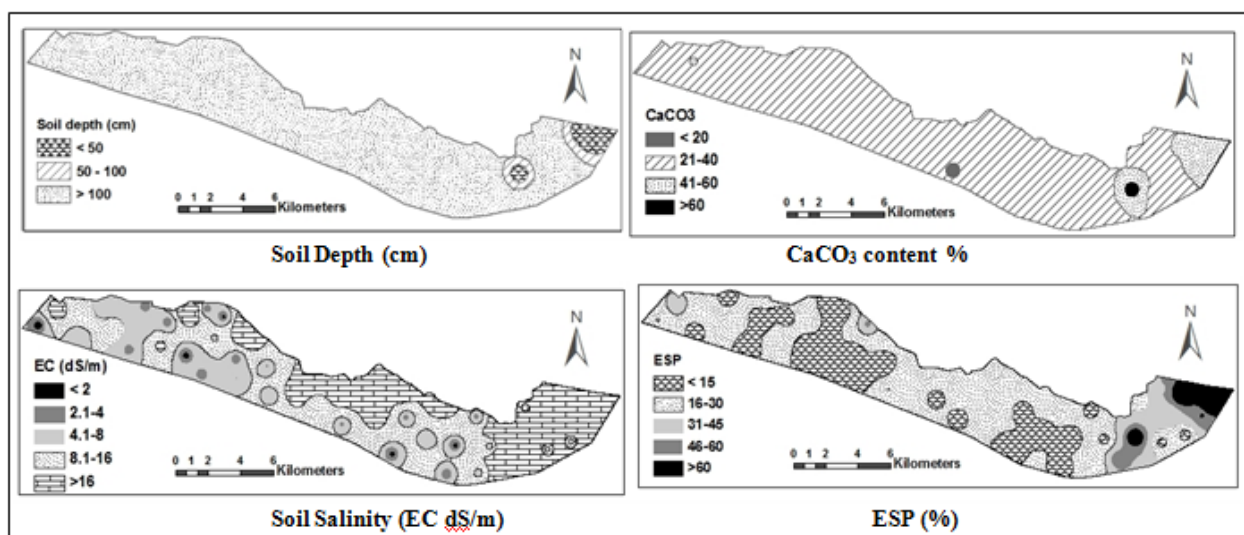 N
Soil depth (cm)
< 50
50 - 100
> 100
0 1 2 4 6
Kilometers
Soil Depth (cm)
N
CaCO3
< 20
21-40
41-60
>60
0 1 2 4 6
Kilometers
CaCO₃ content %
N
EC (dS/m)
< 2
2.1-4
4.1-8
8.1-16
>16
0 1 2 4 6
Kilometers
Soil Salinity (EC dS/m)
N
ESP
< 15
16-30
31-45
46-60
>60
0 1 2 4 6
Kilometers
ESP (%)